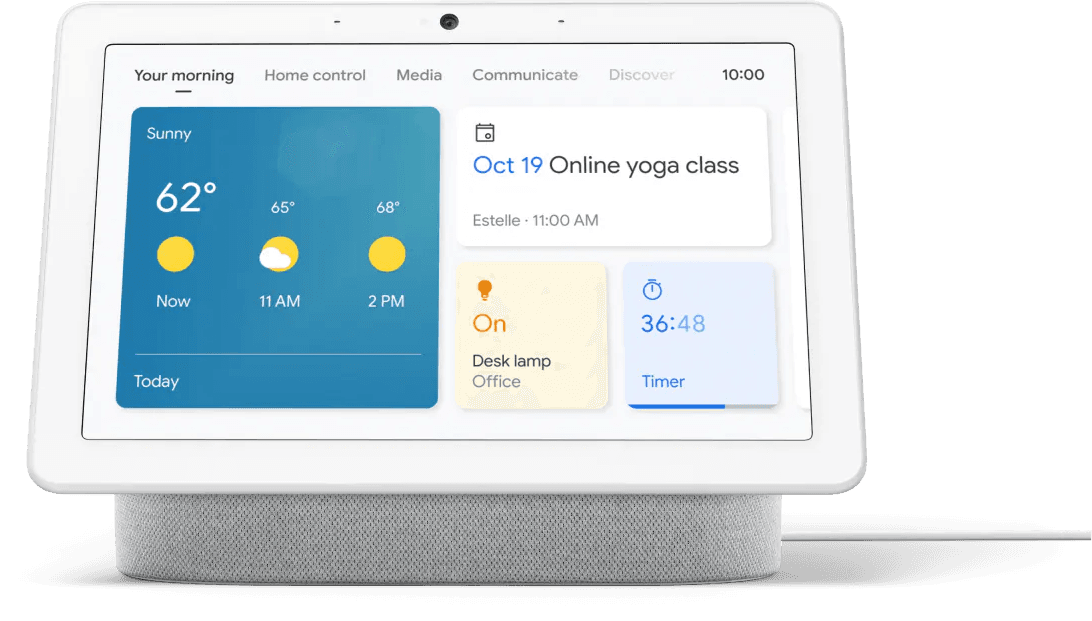 Your morning Home control Media Communicate Discover 10:00
Sunny
62°
65°
68°
Now
11 AM
2 PM
Today
Oct 19 Online yoga class
Estelle · 11:00 AM
On
Desk lamp
Office
36:48
Timer